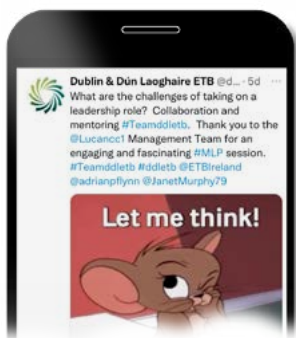 Dublin & Dún Laoghaire ETB @d... · 5d ...
What are the challenges of taking on a
leadership role? Collaboration and
mentoring #Teamddletb. Thank you to the
@Lucancc1 Management Team for an
engaging and fascinating #MLP session.
#Teamddletb #ddletb @ETBIreland
@adrianpflynn @JanetMurphy79
Let me think!